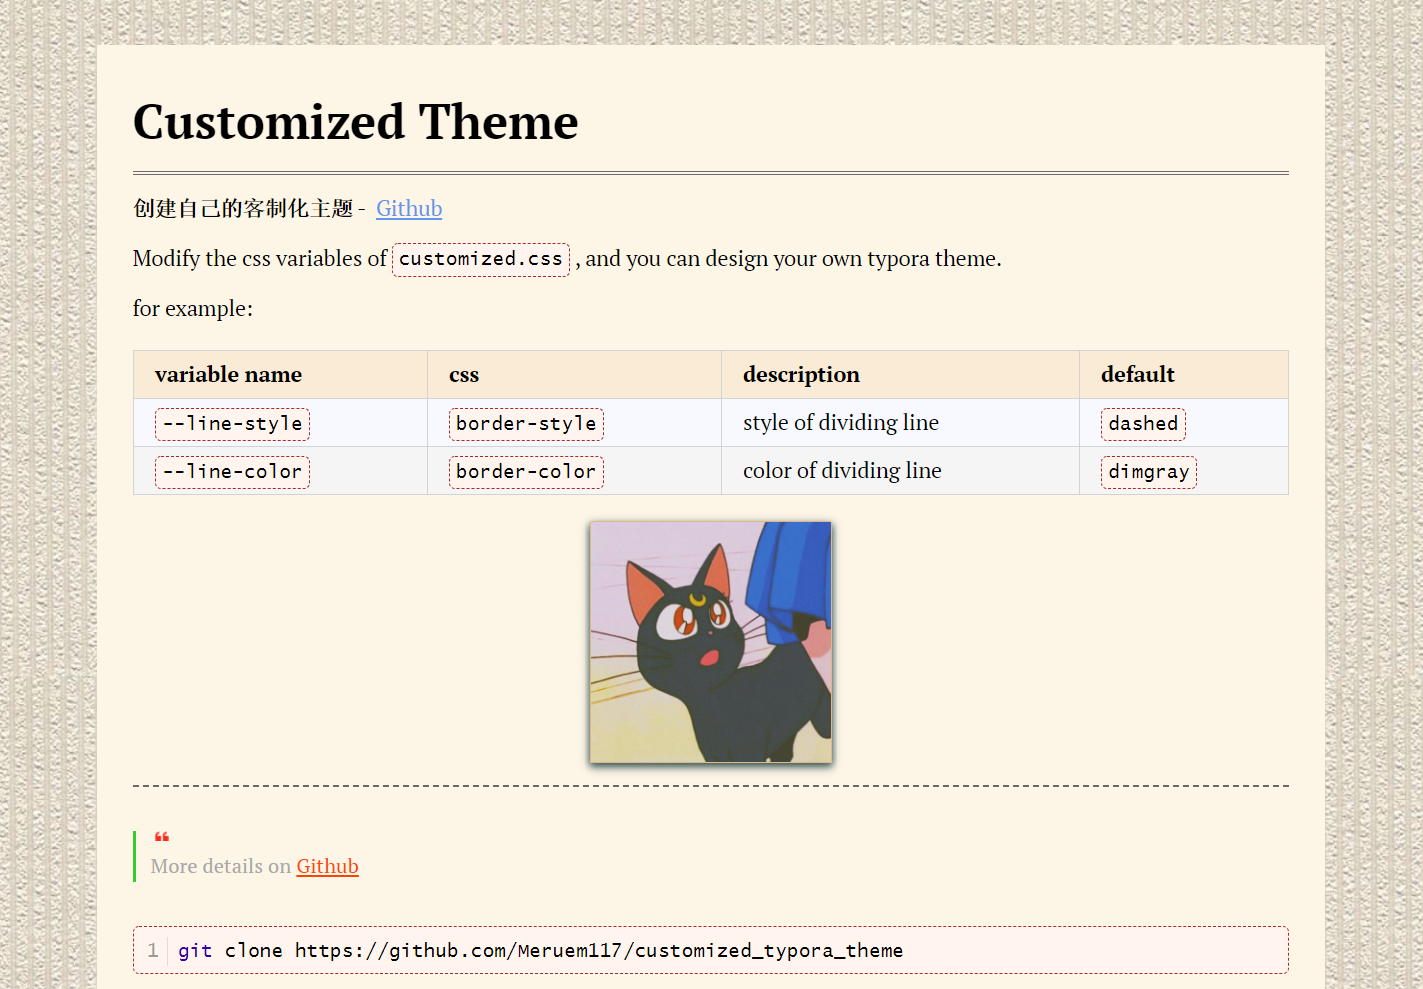 Customized Theme
创建自己的客制化主题 - Github
Modify the css variables of customized.css , and you can design your own typora theme.
for example:
variable name css description default
--line-style border-style style of dividing line dashed
--line-color border-color color of dividing line dimgray
❝
More details on Github
1 git clone https://github.com/Meruem117/customized_typora_theme